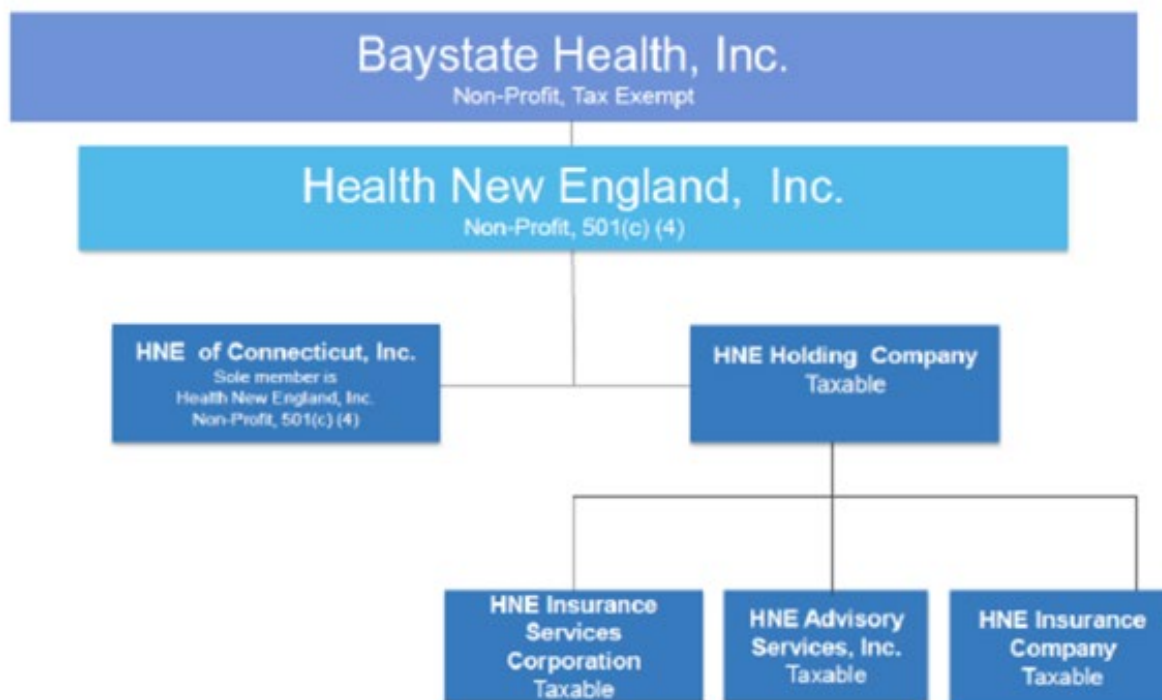 Baystate Health, Inc.
Non-Profit, Tax Exempt
Health New England, Inc.
Non-Profit, 501(c) (4)
HNE of Connecticut, Inc.
Sole member is
Health New England, Inc.
Non-Profit, 501(c) (4)
HNE Holding Company
Taxable
HNE Insurance
Services
Corporation
Taxable
HNE Advisory
Services, Inc.
Taxable
HNE Insurance
Company
Taxable